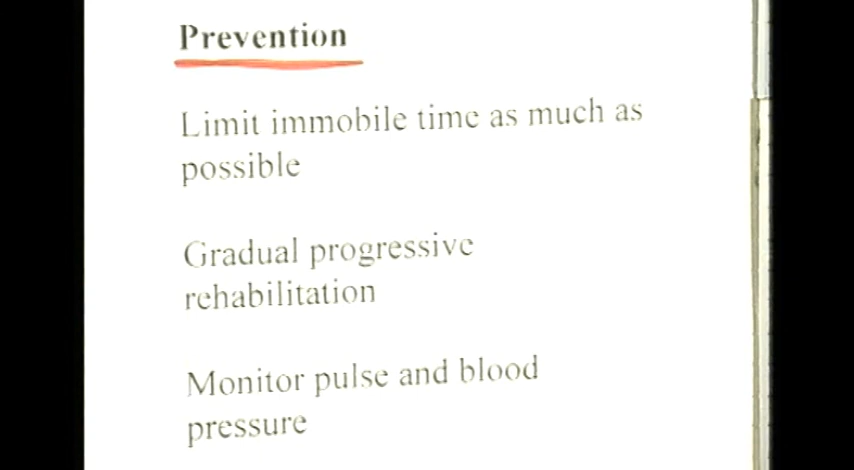 Prevention
Limit immobile time as much as
possible
Gradual progressive
rehabilitation
Monitor pulse and blood
pressure